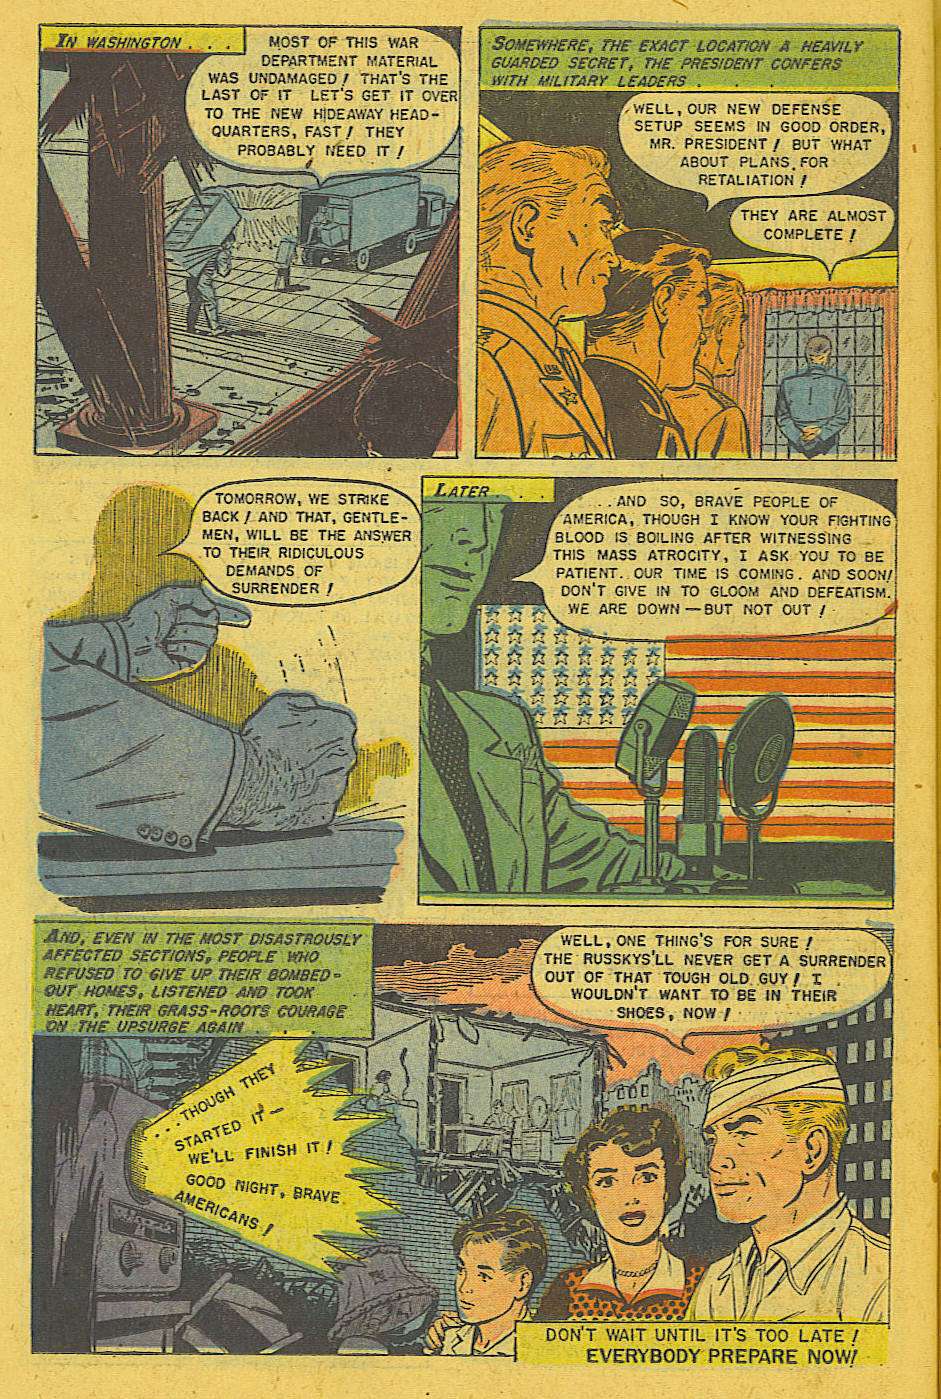 IN WASHINGTON . . .
MOST OF THIS WAR
DEPARTMENT MATERIAL
WAS UNDAMAGED! THAT'S THE
LAST OF IT LET'S GET IT OVER
TO THE NEW HIDEAWAY HEAD-
QUARTERS, FAST! THEY
PROBABLY NEED IT!
SOMEWHERE, THE EXACT LOCATION A HEAVILY
GUARDED SECRET, THE PRESIDENT CONFERS
WITH MILITARY LEADERS . . . .
WELL, OUR NEW DEFENSE
SETUP SEEMS IN GOOD ORDER,
MR. PRESIDENT! BUT WHAT
ABOUT PLANS FOR
RETALIATION!
THEY ARE ALMOST
COMPLETE!
TOMORROW, WE STRIKE
BACK! AND THAT, GENTLE-
MEN, WILL BE THE ANSWER
TO THEIR RIDICULOUS
DEMANDS OF
SURRENDER!
LATER . . .
....AND SO, BRAVE PEOPLE OF
AMERICA, THOUGH I KNOW YOUR FIGHTING
BLOOD IS BOILING AFTER WITNESSING
THIS MASS ATROCITY, I ASK YOU TO BE
PATIENT. OUR TIME IS COMING. AND SOON!
DON'T GIVE IN TO GLOOM AND DEFEATISM.
WE ARE DOWN—BUT NOT OUT!
AND, EVEN IN THE MOST DISASTROUSLY
AFFECTED SECTIONS, PEOPLE WHO
REFUSED TO GIVE UP THEIR BOMBED-
OUT HOMES, LISTENED AND TOOK
HEART, THEIR GRASS-ROOTS COURAGE
ON THE UPSURGE AGAIN . . . .
...THOUGH THEY
STARTED IT—
WE'LL FINISH IT!
GOOD NIGHT, BRAVE
AMERICANS!
WELL, ONE THING'S FOR SURE!
THE RUSSKYS'LL NEVER GET A SURRENDER
OUT OF THAT TOUGH OLD GUY! I
WOULDN'T WANT TO BE IN THEIR
SHOES, NOW!
DON'T WAIT UNTIL IT'S TOO LATE!
EVERYBODY PREPARE NOW!